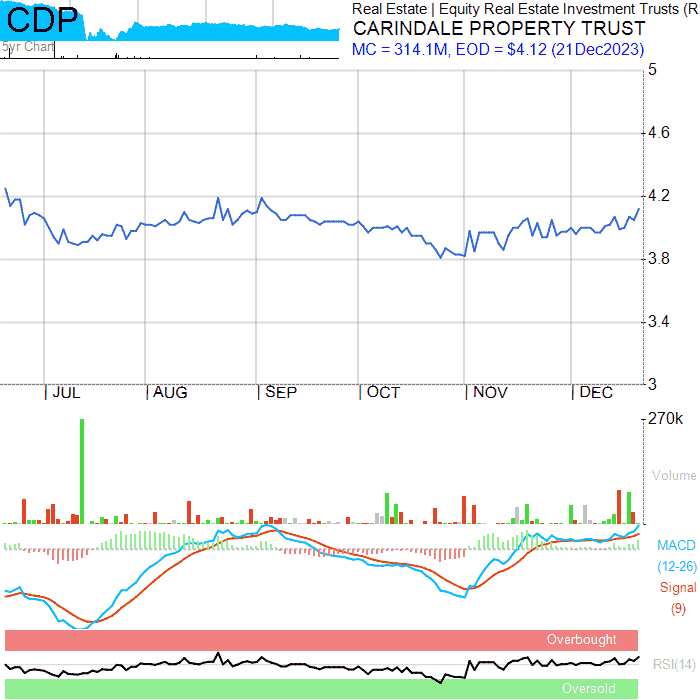 CDP
5yr Chart
Real Estate | Equity Real Estate Investment Trusts (R
CARINDALE PROPERTY TRUST
MC = 314.1M, EOD = $4.12 (21Dec2023)
5
4.6
4.2
3.8
3.4
3
JUL AUG SEP OCT NOV DEC
270k
Volume
MACD
(12-26)
Signal
(9)
Overbought
RSI(14)
Oversold